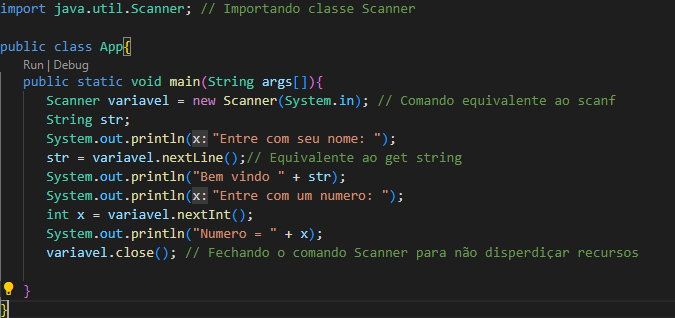 import java.util.Scanner; // Importando classe Scanner
public class App{
Run | Debug
public static void main(String args[]){
Scanner variavel = new Scanner(System.in); // Comando equivalente ao scanf
String str;
System.out.println(x:"Entre com seu nome: ");
str = variavel.nextLine();// Equivalente ao get string
System.out.println("Bem vindo " + str);
System.out.println(x:"Entre com um numero: ");
int x = variavel.nextInt();
System.out.println("Numero = " + x);
variavel.close(); // Fechando o comando Scanner para não disperdiçar recursos
}
}